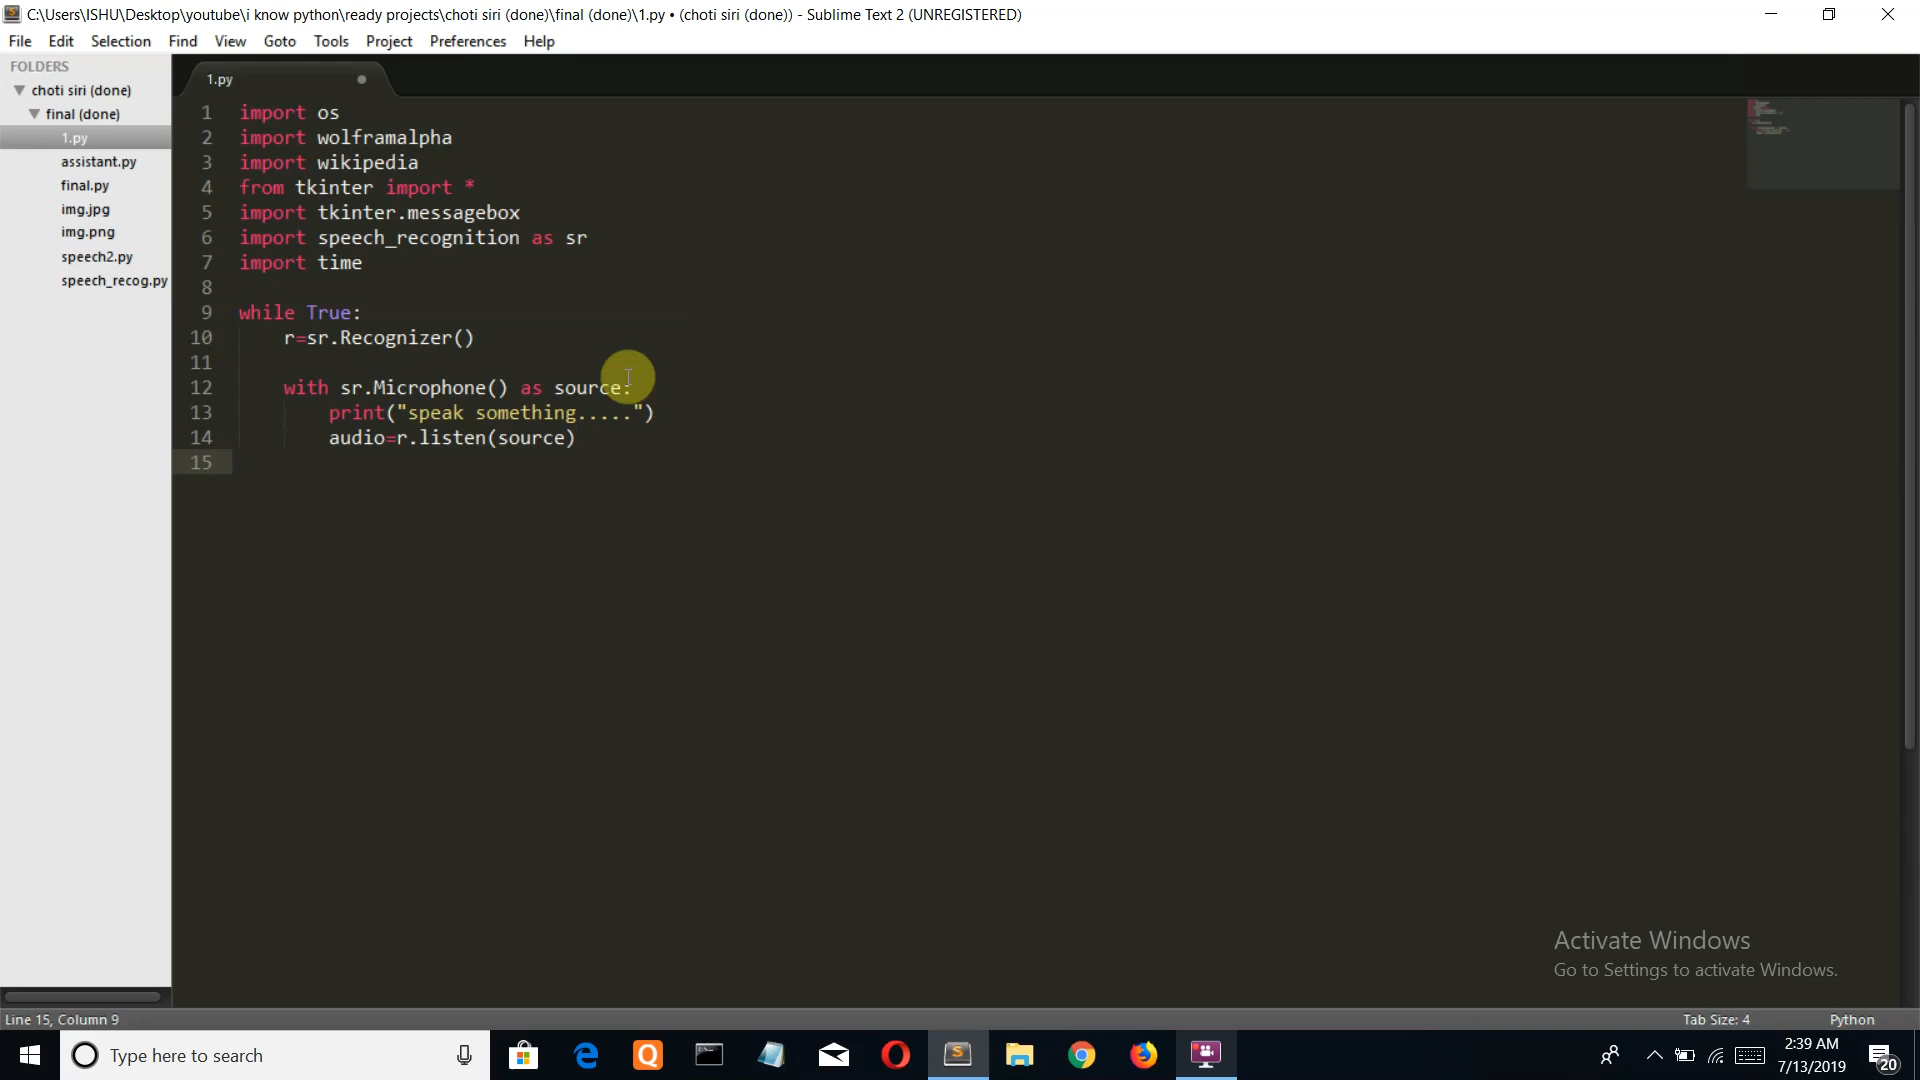 C:\Users\ISHU\Desktop\youtube\i know python\ready projects\choti siri (done)\final (done)\1.py • (choti siri (done)) - Sublime Text 2 (UNREGISTERED)
File Edit Selection Find View Goto Tools Project Preferences Help
FOLDERS
choti siri (done)
final (done)
1.py
assistant.py
final.py
img.jpg
img.png
speech2.py
speech_recog.py
1.py
1 import os
2 import wolframalpha
3 import wikipedia
4 from tkinter import *
5 import tkinter.messagebox
6 import speech_recognition as sr
7 import time
8
9 while True:
10     r=sr.Recognizer()
11
12     with sr.Microphone() as source:
13         print("speak something.....")
14         audio=r.listen(source)
15
Activate Windows
Go to Settings to activate Windows.
Line 15, Column 9
Tab Size: 4
Python
Type here to search
2:39 AM
7/13/2019
20